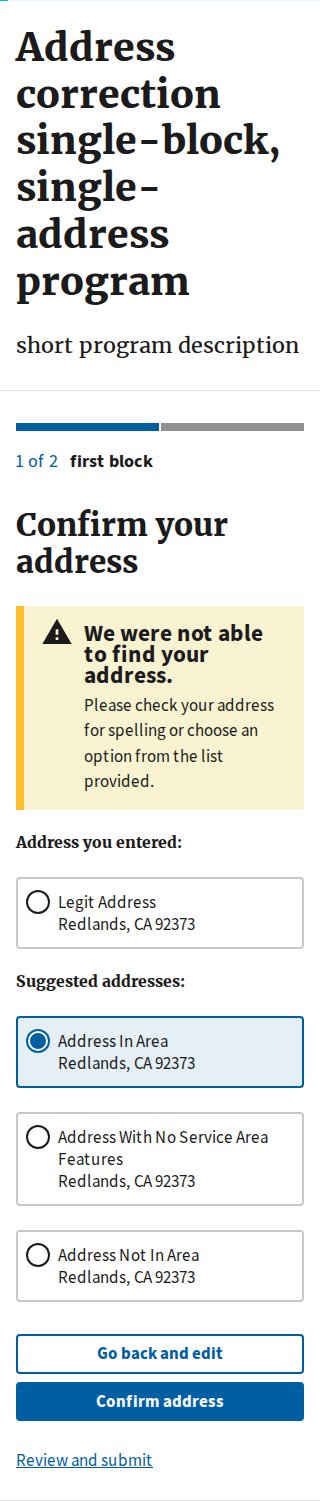 Address
correction
single-block,
single-
address
program
short program description
1 of 2 first block
Confirm your
address
We were not able
to find your
address.
Please check your address
for spelling or choose an
option from the list
provided.
Address you entered:
Legit Address
Redlands, CA 92373
Suggested addresses:
Address In Area
Redlands, CA 92373
Address With No Service Area
Features
Redlands, CA 92373
Address Not In Area
Redlands, CA 92373
Go back and edit
Confirm address
Review and submit